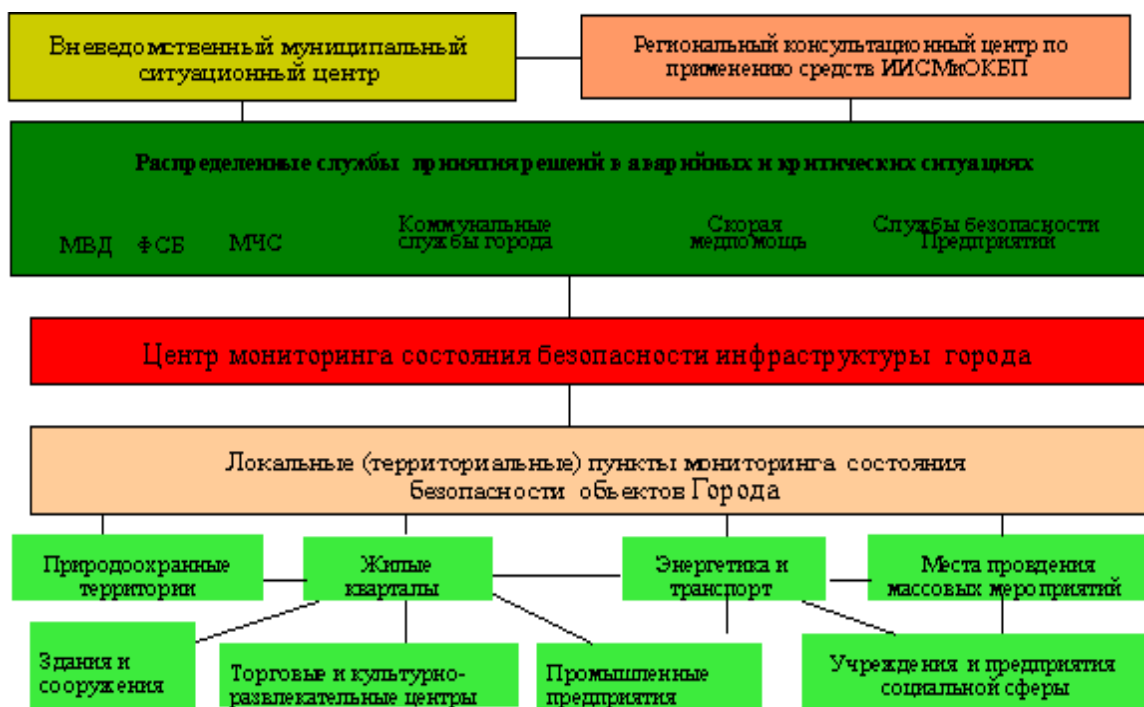 Вневедомственный муниципальный
ситуационный центр
Региональный консультационный центр по
применению средств ИИСМиОКБП
Распределенные службы принятия решенй в аварийных и критических ситуациях
МВД ФСБ МЧС
Коммунальные
службы города
Скорая
медпомощь
Службы безопасности
Предприятии
Центр мониторинга состояния безопасности инфраструктуры города
Локальные (территориальные) пункты мониторинга состояния
безопасности объектов Города
Природоохранные
территории
Жилые
кварталы
Энергетика и
транспорт
Места провдения
массовых мероприятий
Здания и
сооружения
Торговые и культурно-
развлекательные центры
Промышленные
предприятия
Учреждения и предприятия
социальной сферы